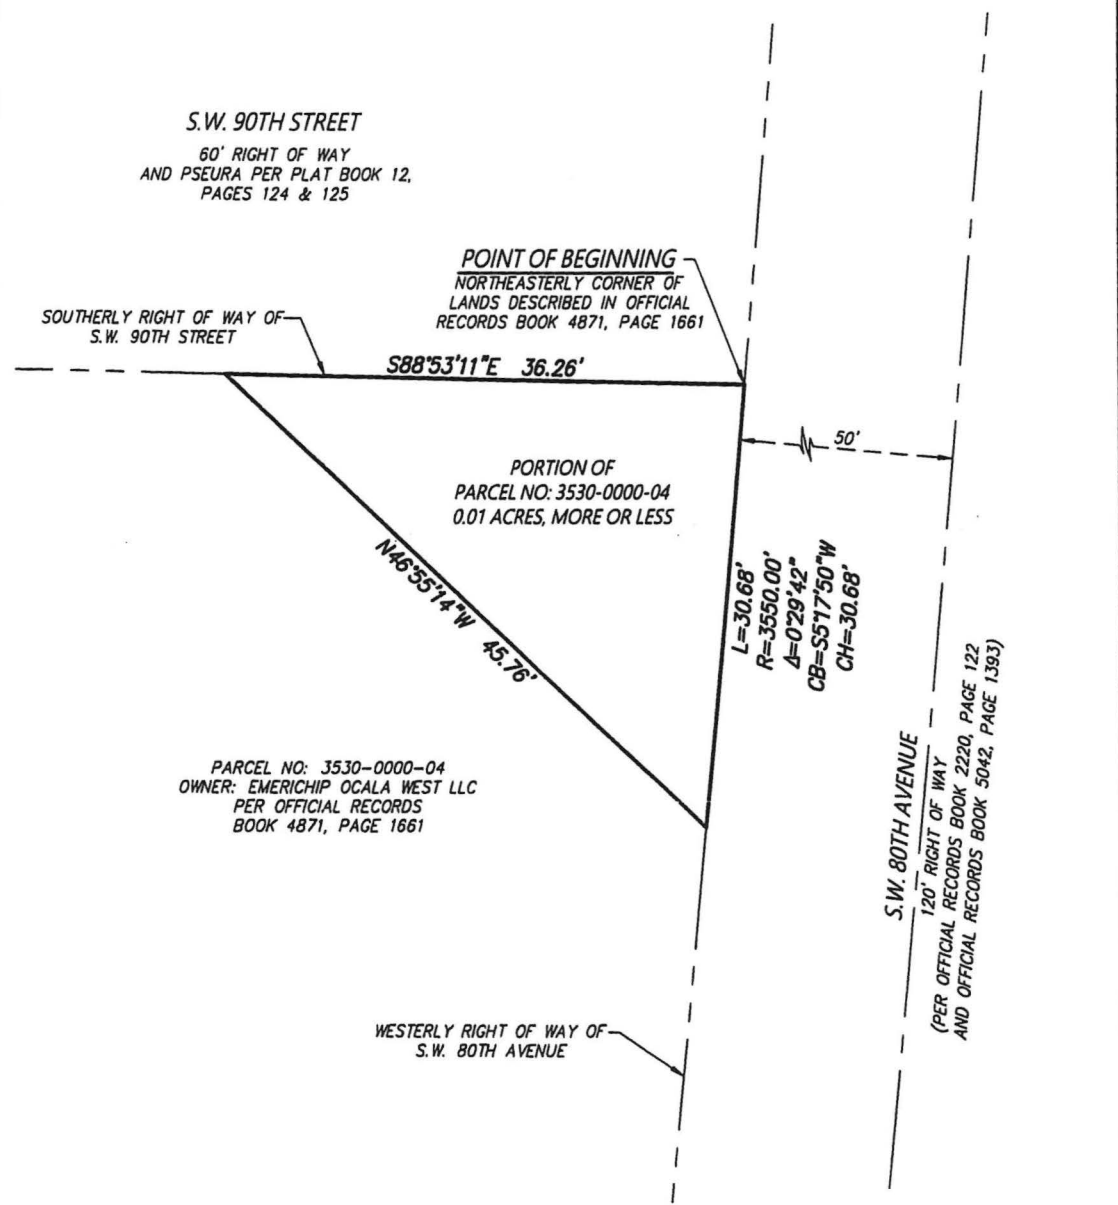 S.W. 90TH STREET
60' RIGHT OF WAY
AND PSEURA PER PLAT BOOK 12,
PAGES 124 & 125
POINT OF BEGINNING
NORTHEASTERLY CORNER OF
LANDS DESCRIBED IN OFFICIAL
RECORDS BOOK 4871, PAGE 1661
SOUTHERLY RIGHT OF WAY OF
S.W. 90TH STREET
S88°53'11"E 36.26'
50'
PORTION OF
PARCEL NO: 3530-0000-04
0.01 ACRES, MORE OR LESS
N46°55'14"W 45.76'
L=30.68'
R=3550.00'
Δ=0°29'42"
CB=S5°17'50"W
CH=30.68'
PARCEL NO: 3530-0000-04
OWNER: EMERICHIP OCALA WEST LLC
PER OFFICIAL RECORDS
BOOK 4871, PAGE 1661
S.W. 80TH AVENUE
120' RIGHT OF WAY
(PER OFFICIAL RECORDS BOOK 2220, PAGE 122
AND OFFICIAL RECORDS BOOK 5042, PAGE 1393)
WESTERLY RIGHT OF WAY OF
S.W. 80TH AVENUE